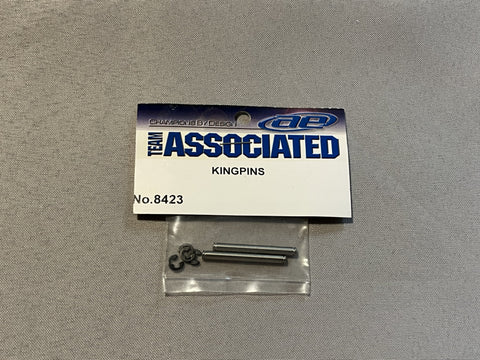 CHAMPIONS BY DESIGN
ae
TEAM
ASSOCIATED
KINGPINS
No.8423